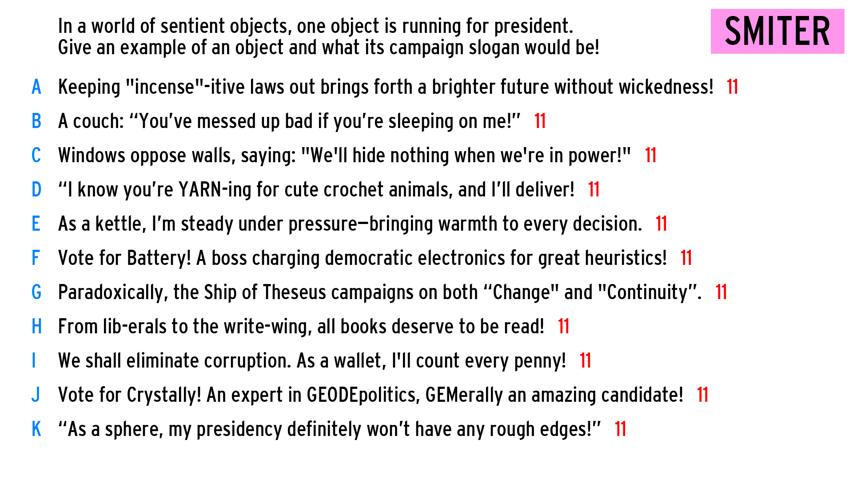 In a world of sentient objects, one object is running for president.
Give an example of an object and what its campaign slogan would be!
SMITER
A Keeping "incense"-itive laws out brings forth a brighter future without wickedness! 11
B A couch: “You’ve messed up bad if you’re sleeping on me!” 11
C Windows oppose walls, saying: "We'll hide nothing when we're in power!" 11
D “I know you’re YARN-ing for cute crochet animals, and I’ll deliver! 11
E As a kettle, I’m steady under pressure—bringing warmth to every decision. 11
F Vote for Battery! A boss charging democratic electronics for great heuristics! 11
G Paradoxically, the Ship of Theseus campaigns on both “Change" and "Continuity”. 11
H From lib-erals to the write-wing, all books deserve to be read! 11
I We shall eliminate corruption. As a wallet, I'll count every penny! 11
J Vote for Crystally! An expert in GEODEpolitics, GEMerally an amazing candidate! 11
K “As a sphere, my presidency definitely won’t have any rough edges!” 11